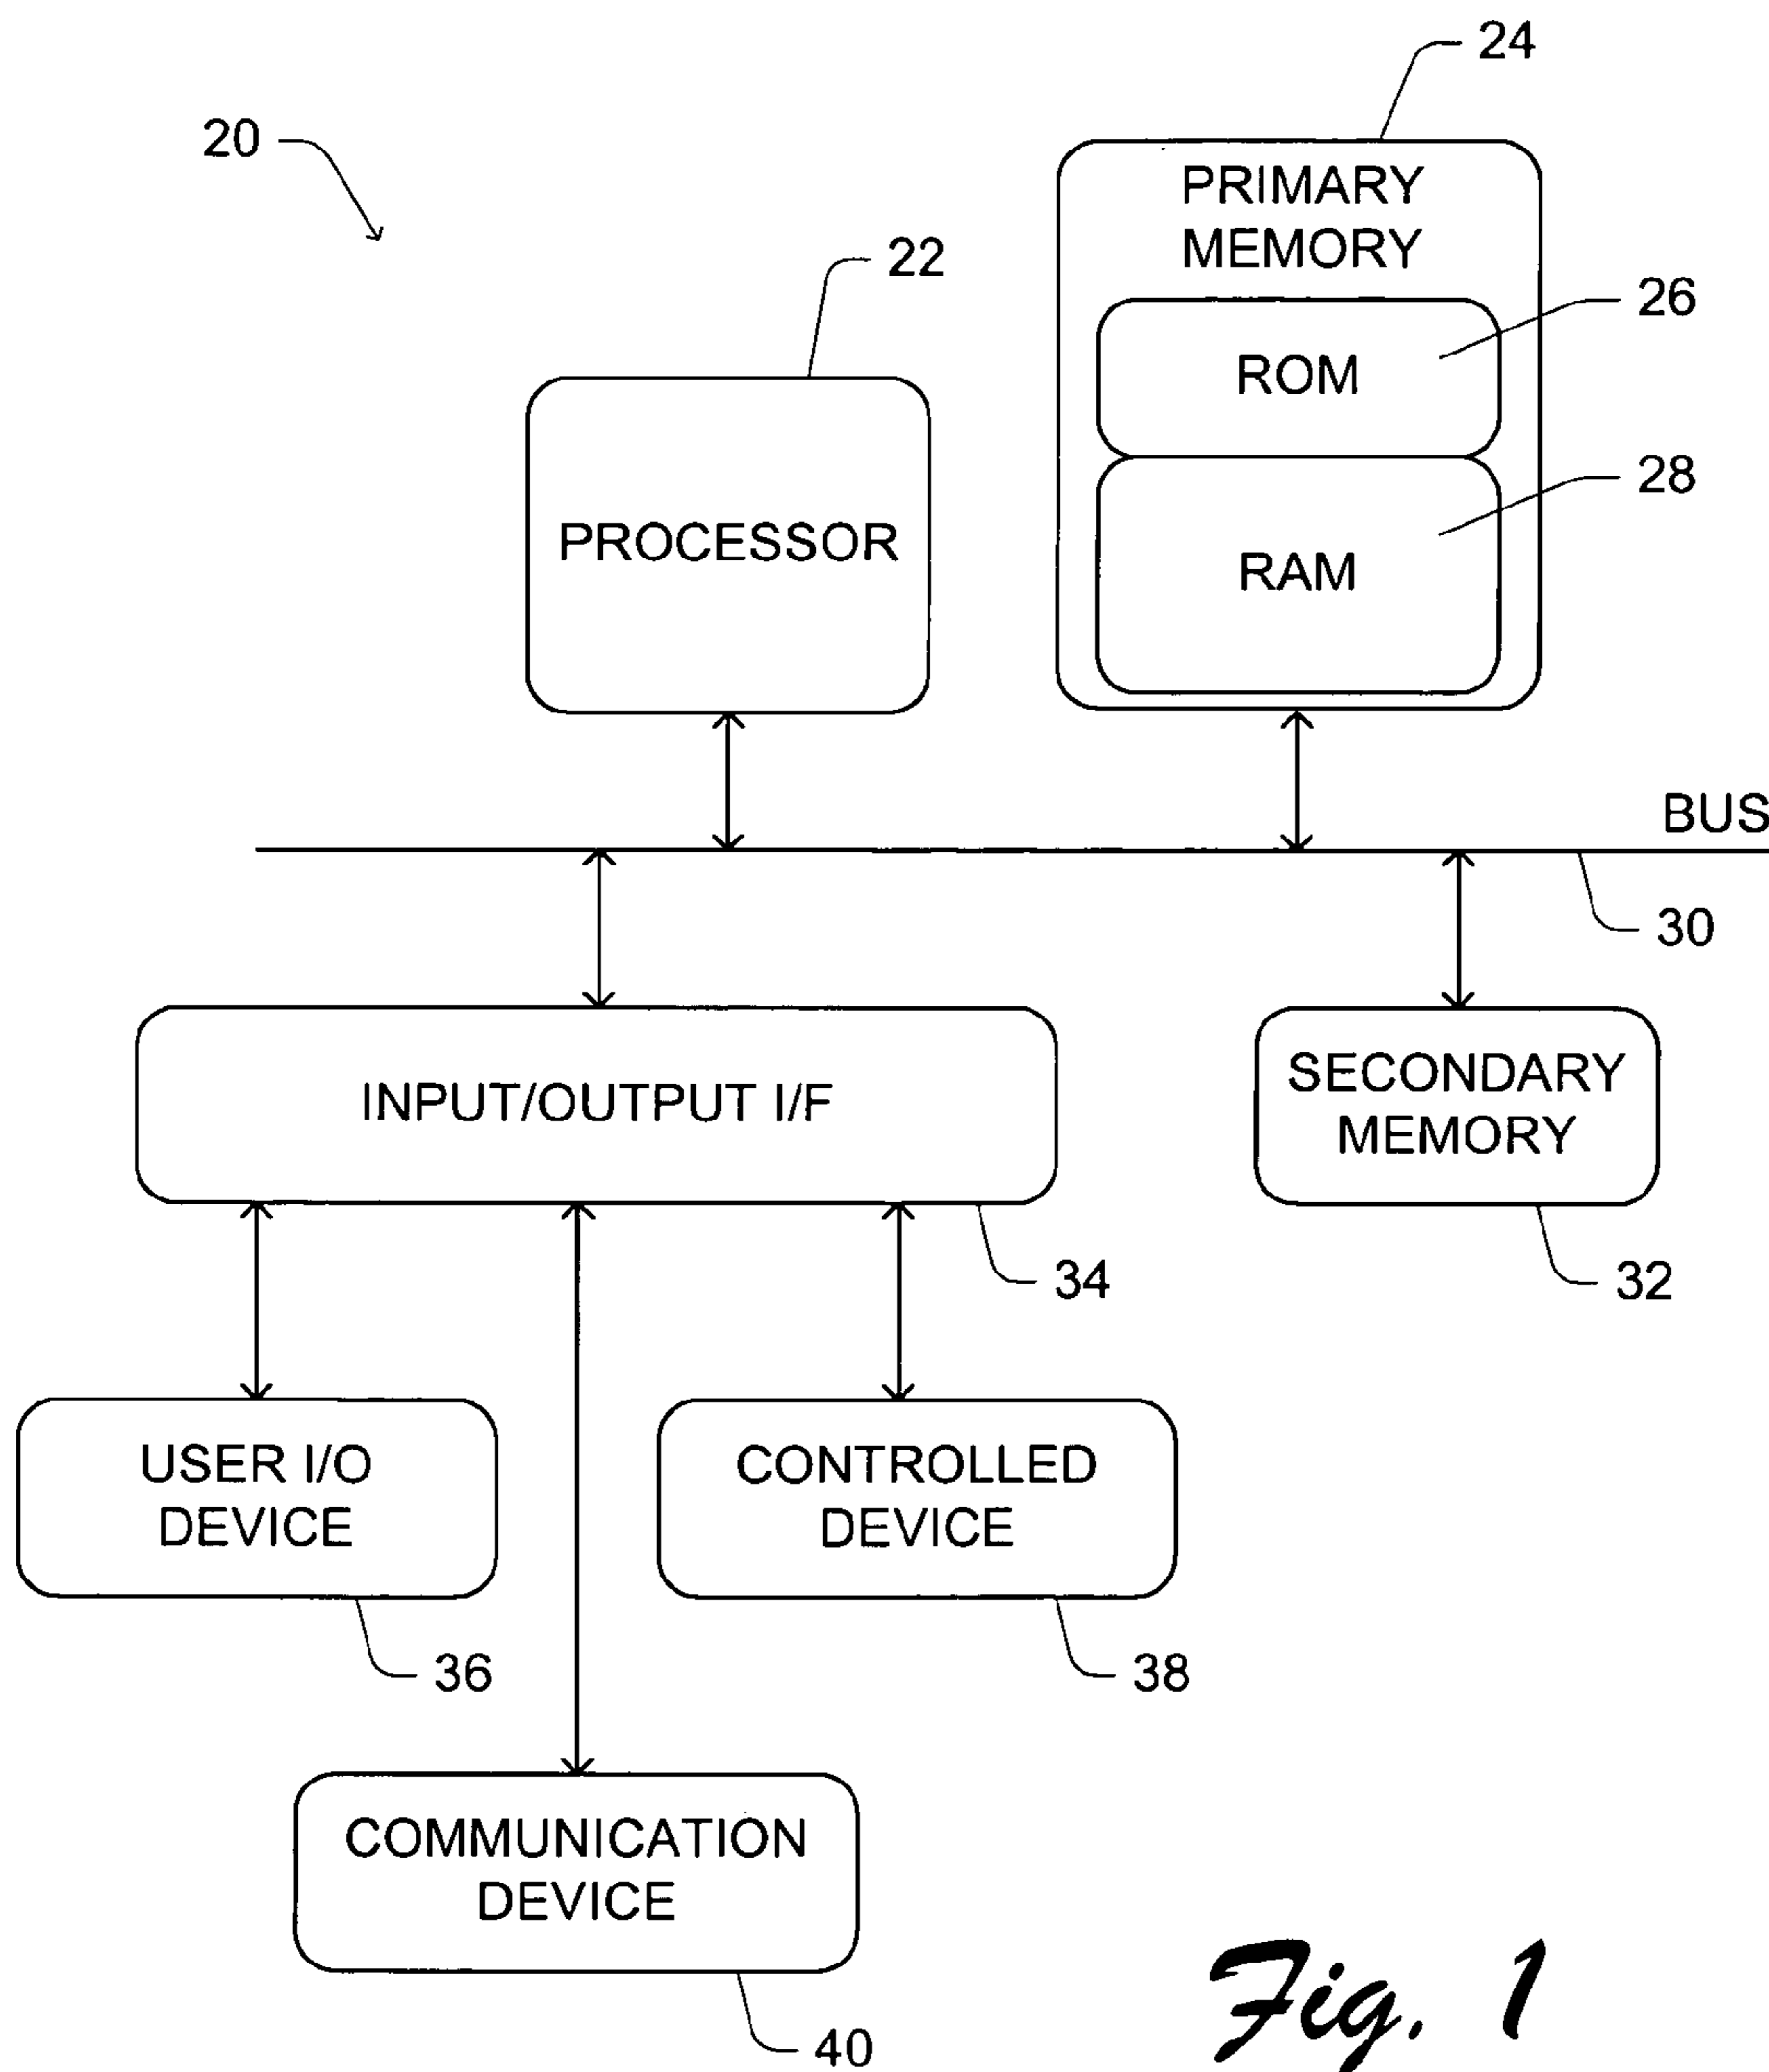 24
20
PRIMARY
MEMORY
22
26
ROM
28
PROCESSOR
RAM
BUS
30
INPUT/OUTPUT I/F
SECONDARY
MEMORY
34
32
USER I/O
DEVICE
CONTROLLED
DEVICE
36
38
COMMUNICATION
DEVICE
40
Fig. 1